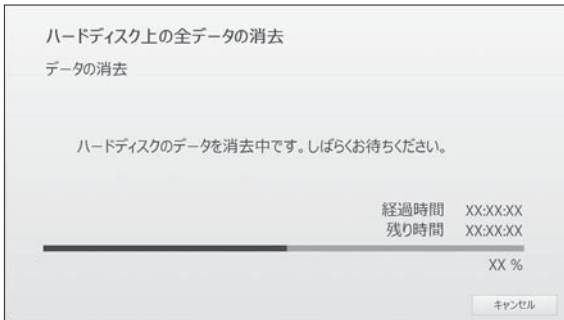 ハードディスク上の全データの消去
データの消去
ハードディスクのデータを消去中です。しばらくお待ちください。
経過時間 XX:XX:XX
残り時間 XX:XX:XX
XX %
キャンセル